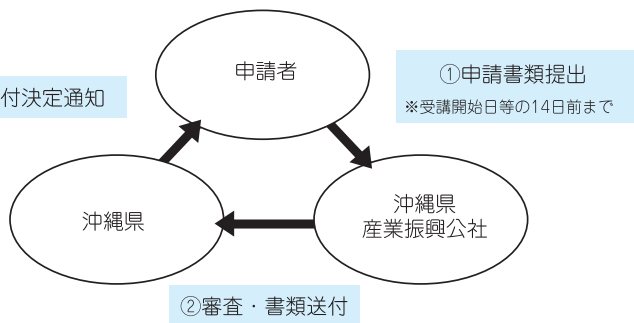 申請者
①申請書類提出
※受講開始日等の14日前まで
付決定通知
沖縄県
沖縄県
産業振興公社
②審査・書類送付